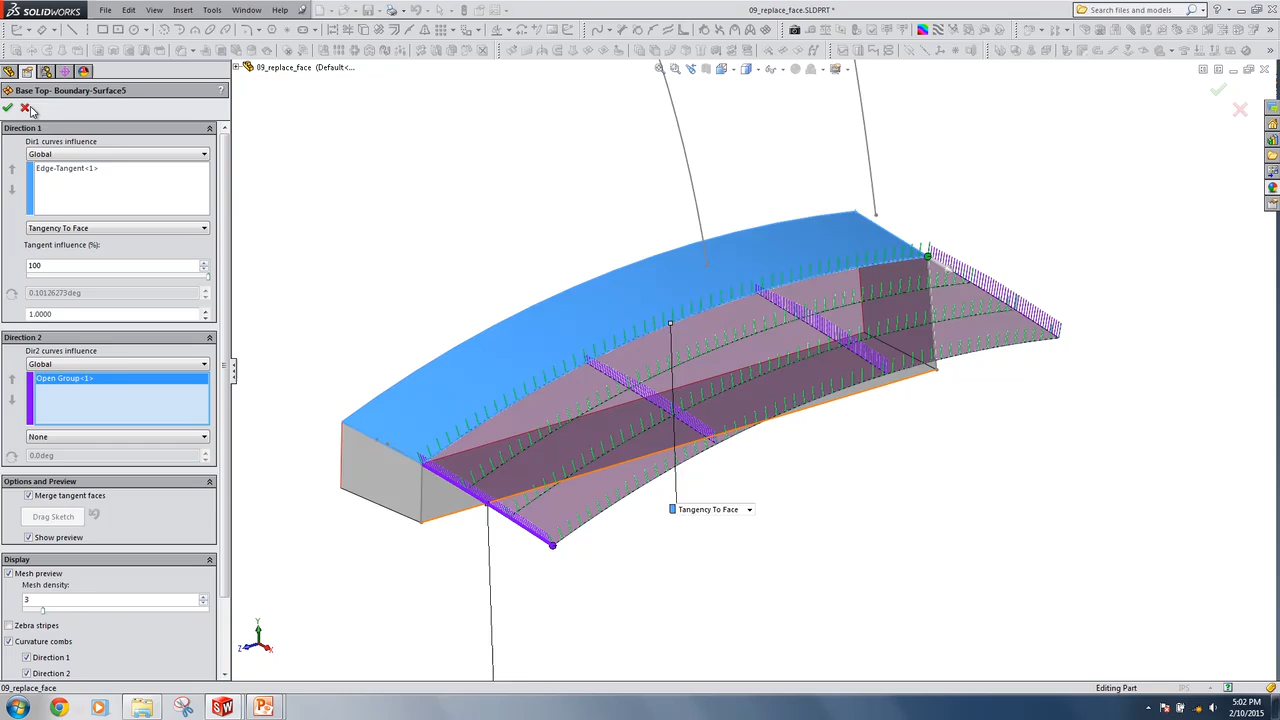 SOLIDWORKS File Edit View Insert Tools Window Help 09_replace_face.SLDPRT * Search files and models
09_replace_face (Default<...
Base Top- Boundary-Surface5 ?
Direction 1
Dir1 curves influence
Global
Edge-Tangent<1>
Tangency To Face
Tangent influence (%):
100
0.10126273deg
1.0000
Direction 2
Dir2 curves influence
Global
Open Group<1>
None
0.0deg
Options and Preview
Merge tangent faces
Drag Sketch
Show preview
Display
Mesh preview
Mesh density:
3
Zebra stripes
Curvature combs
Direction 1
Direction 2
Tangency To Face
Y
Z
X
09_replace_face Editing Part IPS
5:02 PM
2/10/2015